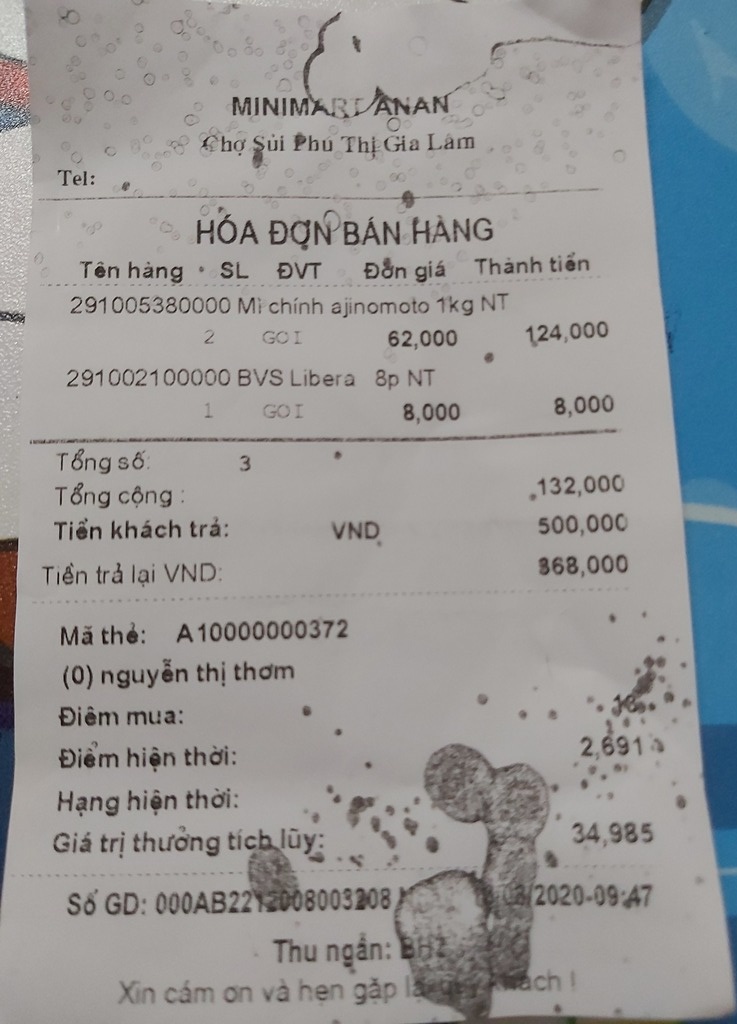 MINIMART ANAN
Chợ Sủi Phú Thị Gia Lâm
Tel:
HÓA ĐƠN BÁN HÀNG
Tên hàng SL ĐVT Đơn giá Thành tiền
291005380000 Mì chính ajinomoto 1kg NT
2 GOI 62,000 124,000
291002100000 BVS Libera 8p NT
1 GOI 8,000 8,000
Tổng số: 3
Tổng cộng : 132,000
Tiền khách trả: VND 500,000
Tiền trả lại VND: 368,000
Mã thẻ: A10000000372
(0) nguyễn thị thơm
Điểm mua:
Điểm hiện thời: 2,691
Hạng hiện thời:
Giá trị thưởng tích lũy: 34,985
Số GD: 000AB2212008003208 /2020-09:47
Thu ngân:
Xin cám ơn và hẹn gặp lại quý khách !